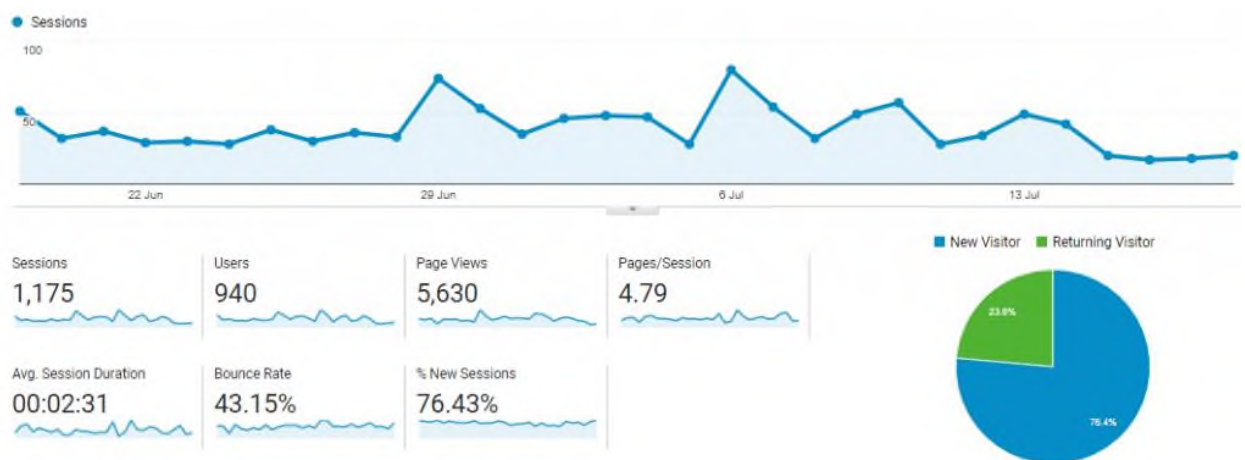 Sessions
100
50
22 Jun 29 Jun 6 Jul 13 Jul
New Visitor Returning Visitor
Sessions Users Page Views Pages/Session
1,175 940 5,630 4.79
23.6%
Avg. Session Duration Bounce Rate % New Sessions
00:02:31 43.15% 76.43%
76.4%